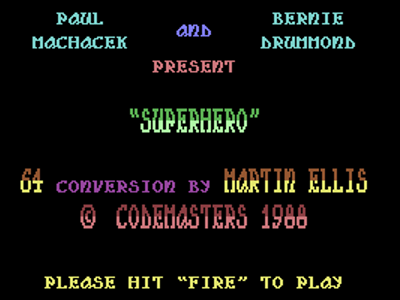 PAUL AND BERNIE
MACHACEK DRUMMOND
PRESENT
"SUPERHERO"
64 CONVERSION BY MARTIN ELLIS
© CODEMASTERS 1988
PLEASE HIT "FIRE" TO PLAY